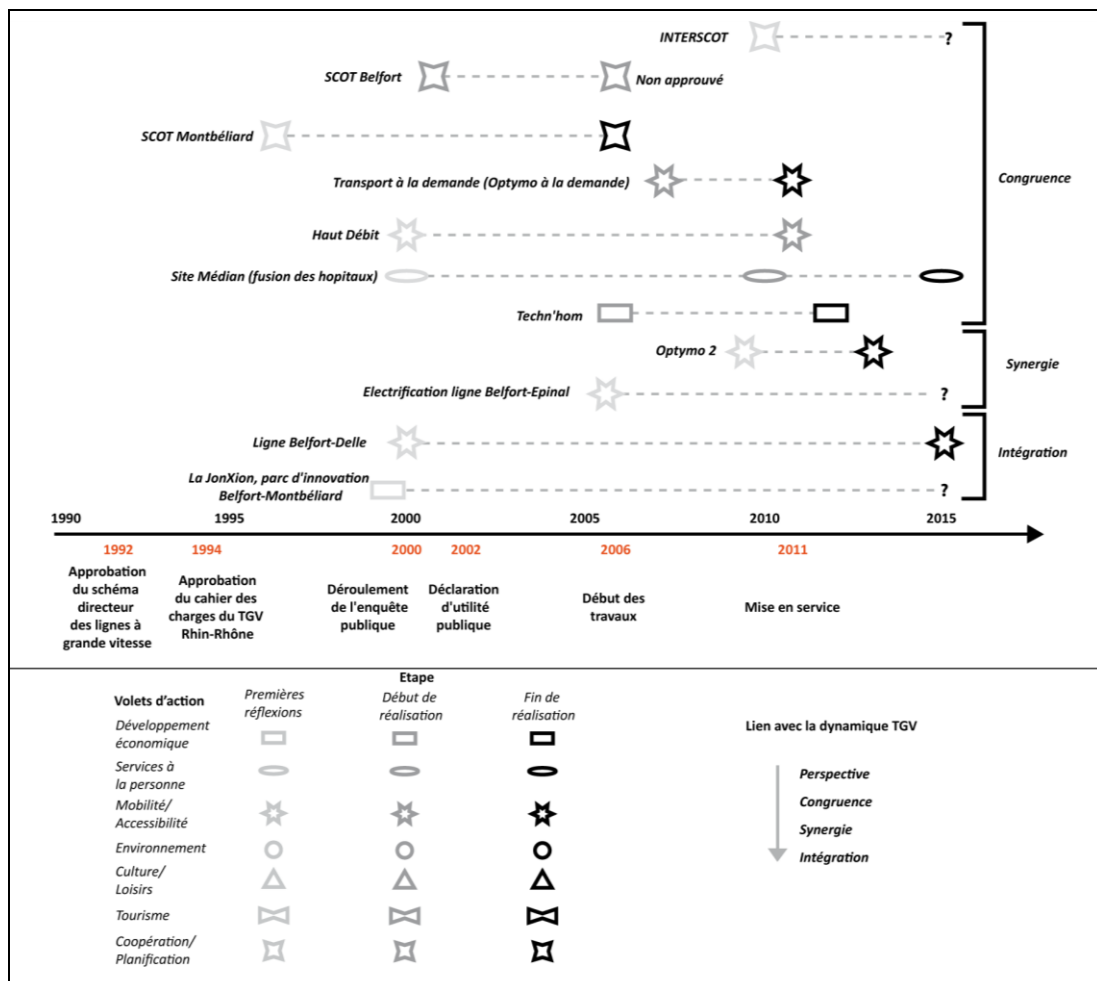 INTERSCOT
?
SCOT Belfort
Non approuvé
SCOT Montbéliard
Transport à la demande (Optymo à la demande)
Congruence
Haut Débit
Site Médian (fusion des hopitaux)
Techn'hom
Optymo 2
Synergie
Electrification ligne Belfort-Epinal
?
Ligne Belfort-Delle
Intégration
La JonXion, parc d'innovation
Belfort-Montbéliard
?
1990 1995 2000 2005 2010 2015
1992 1994 2000 2002 2006 2011
Approbation
du schéma
directeur
des lignes à
grande vitesse
Approbation
du cahier des
charges du TGV
Rhin-Rhône
Déroulement
de l'enquête
publique
Déclaration
d'utilité
publique
Début des
travaux
Mise en service
Etape
Volets d'action
Premières
réflexions
Début de
réalisation
Fin de
réalisation
Développement
économique
Services à
la personne
Mobilité/
Accessibilité
Environnement
Culture/
Loisirs
Tourisme
Coopération/
Planification
Lien avec la dynamique TGV
Perspective
Congruence
Synergie
Intégration